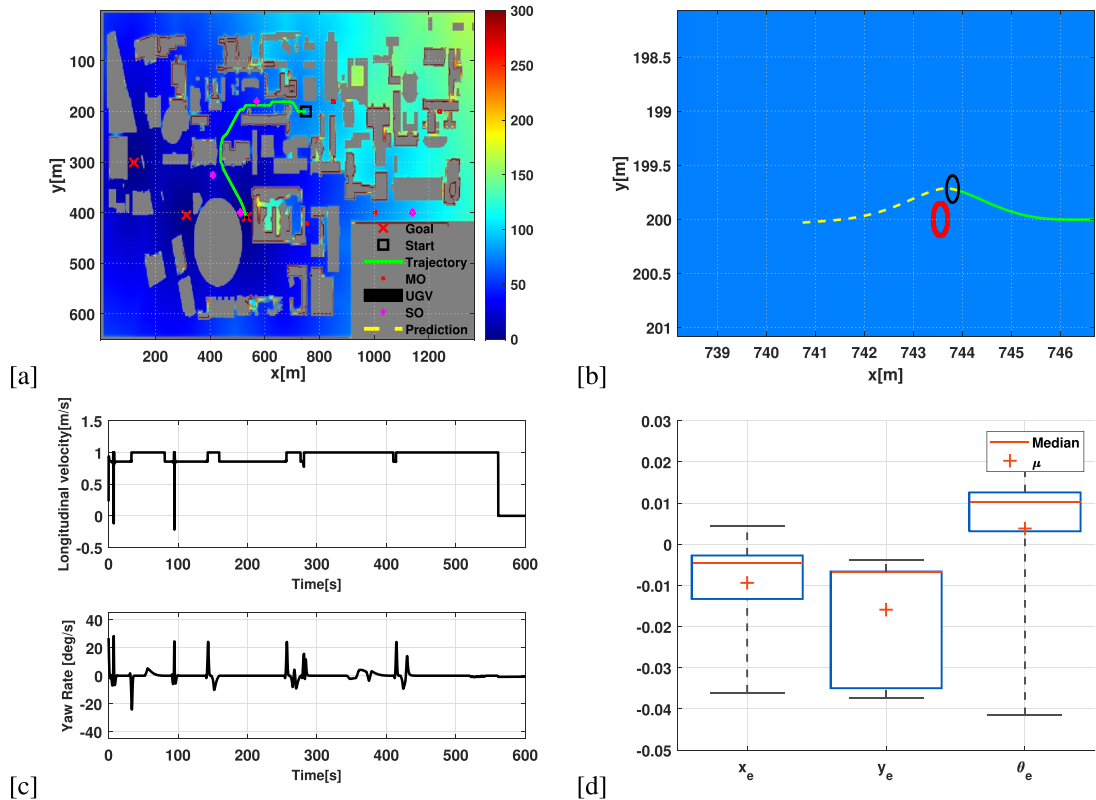 300
250
200
150
100
50
0
100
200
300
400
500
600
y[m]
200
400
600
800
1000
1200
x[m]
Goal
Start
Trajectory
MO
UGV
SO
Prediction
[a]
198.5
199
199.5
200
200.5
201
y[m]
739
740
741
742
743
744
745
746
x[m]
[b]
1.5
1
0.5
0
-0.5
Longitudinal velocity[m/s]
0
100
200
300
400
500
600
Time[s]
40
20
0
-20
-40
Yaw Rate [deg/s]
0
100
200
300
400
500
600
Time[s]
[c]
0.03
0.02
0.01
0
-0.01
-0.02
-0.03
-0.04
-0.05
Median
μ
x_e
y_e
θ_e
[d]